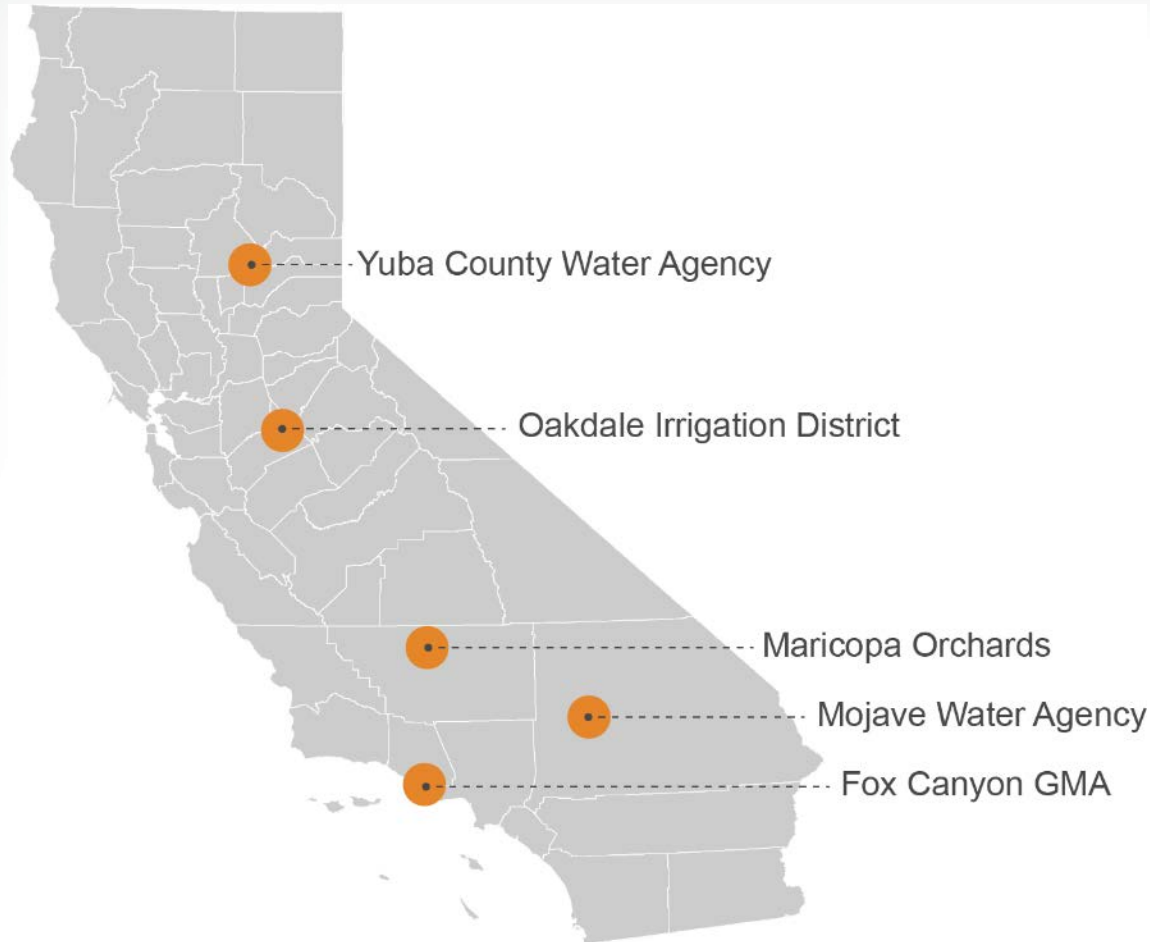 Yuba County Water Agency
Oakdale Irrigation District
Maricopa Orchards
Mojave Water Agency
Fox Canyon GMA